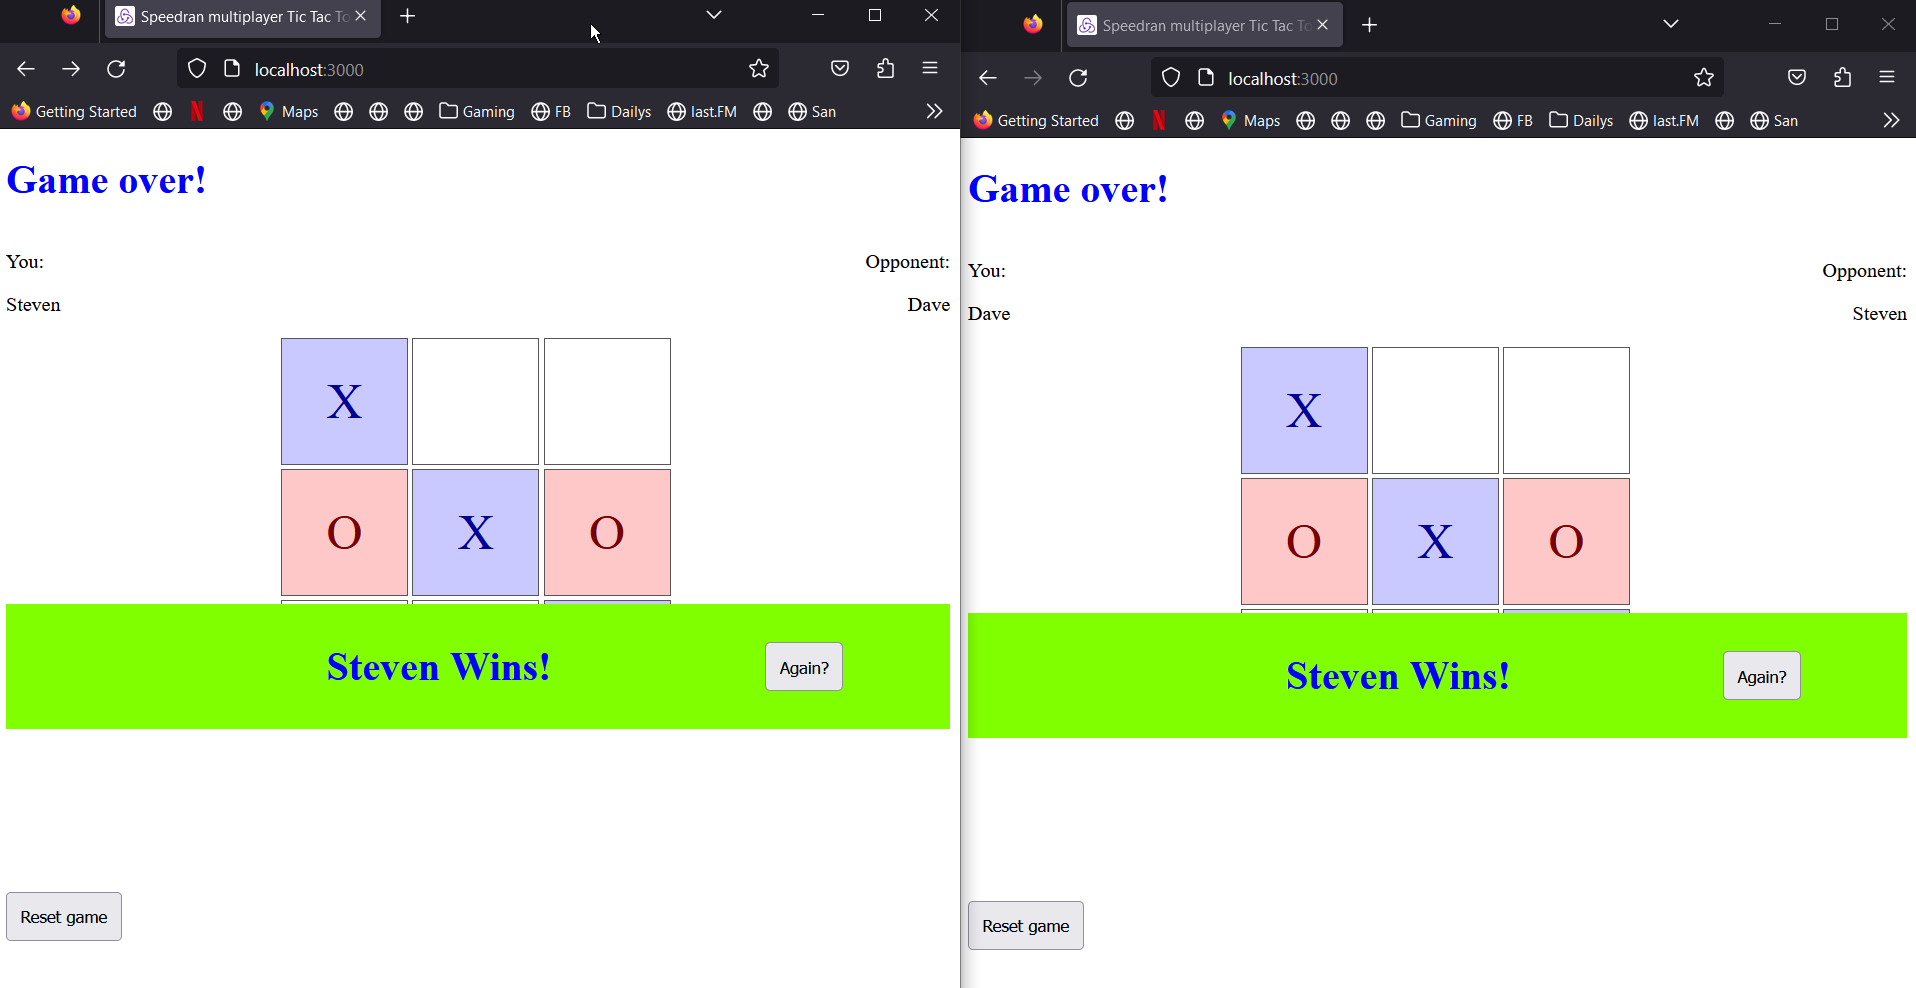 Speedran multiplayer Tic Tac To
localhost:3000
Getting Started Maps Gaming FB Dailys last.FM San
Game over!
You: Opponent:
Steven Dave
X
O X O
Steven Wins! Again?
Reset game
Speedran multiplayer Tic Tac To
localhost:3000
Getting Started Maps Gaming FB Dailys last.FM San
Game over!
You: Opponent:
Dave Steven
X
O X O
Steven Wins! Again?
Reset game